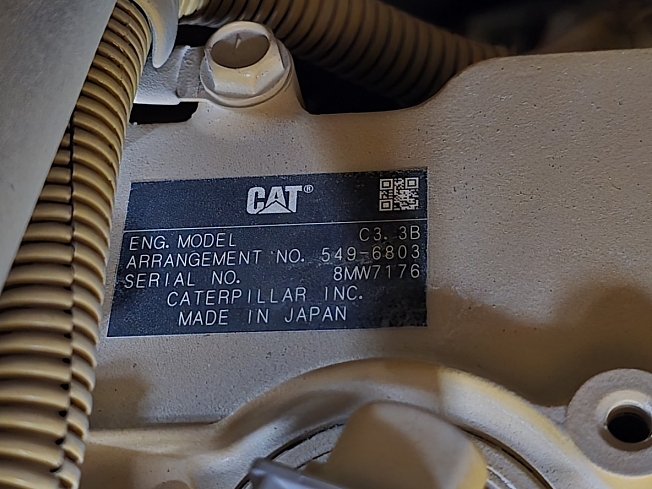 CAT®
ENG. MODEL C3.3B
ARRANGEMENT NO. 549-6803
SERIAL NO. 8MW7176
CATERPILLAR INC.
MADE IN JAPAN